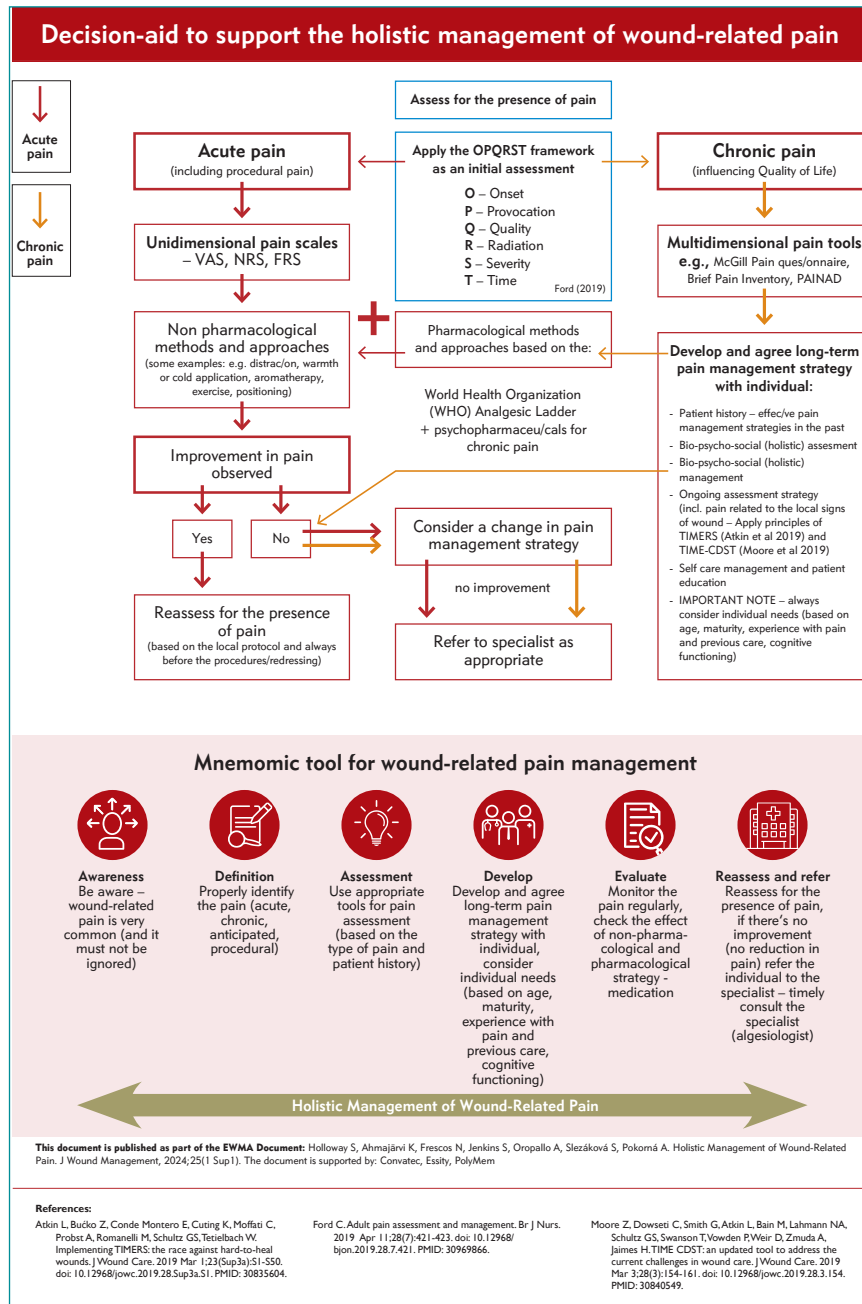 Decision-aid to support the holistic management of wound-related pain
Acute
pain
Chronic
pain
Assess for the presence of pain
Acute pain
(including procedural pain)
Apply the OPQRST framework
as an initial assessment
O – Onset
P – Provocation
Q – Quality
R – Radiation
S – Severity
T – Time
Ford (2019)
Chronic pain
(influencing Quality of Life)
Unidimensional pain scales
– VAS, NRS, FRS
Multidimensional pain tools
e.g., McGill Pain ques/onnaire,
Brief Pain Inventory, PAINAD
Non pharmacological
methods and approaches
(some examples: e.g. distrac/on, warmth
or cold application, aromatherapy,
exercise, positioning)
+
Pharmacological methods
and approaches based on the:
World Health Organization
(WHO) Analgesic Ladder
+ psychopharmaceu/cals for
chronic pain
Develop and agree long-term
pain management strategy
with individual:
- Patient history – effec/ve pain
management strategies in the past
- Bio-psycho-social (holistic) assesment
- Bio-psycho-social (holistic)
management
- Ongoing assessment strategy
(incl. pain related to the local signs
of wound – Apply principles of
TIMERS (Atkin et al 2019) and
TIME-CDST (Moore et al 2019)
- Self care management and patient
education
- IMPORTANT NOTE – always
consider individual needs (based on
age, maturity, experience with pain
and previous care, cognitive
functioning)
Improvement in pain
observed
Yes
No
Consider a change in pain
management strategy
no improvement
Reassess for the presence
of pain
(based on the local protocol and always
before the procedures/redressing)
Refer to specialist as
appropriate
Mnemomic tool for wound-related pain management
Awareness
Be aware –
wound-related
pain is very
common (and it
must not be
ignored)
Definition
Properly identify
the pain (acute,
chronic,
anticipated,
procedural)
Assessment
Use appropriate
tools for pain
assessment
(based on the
type of pain and
patient history)
Develop
Develop and agree
long-term pain
management
strategy with
individual,
consider
individual needs
(based on age,
maturity,
experience with
pain and
previous care,
cognitive
functioning)
Evaluate
Monitor the
pain regularly,
check the effect
of non-pharma-
cological and
pharmacological
strategy -
medication
Reassess and refer
Reassess for the
presence of pain,
if there's no
improvement
(no reduction in
pain) refer the
individual to the
specialist – timely
consult the
specialist
(algesiologist)
Holistic Management of Wound-Related Pain
This document is published as part of the EWMA Document: Holloway S, Ahmajärvi K, Frescos N, Jenkins S, Oropallo A, Slezáková S, Pokorná A. Holistic Management of Wound-Related
Pain. J Wound Management, 2024;25(1 Sup1). The document is supported by: Convatec, Essity, PolyMem
References:
Atkin L, Bućko Z, Conde Montero E, Cuting K, Moffati C,
Probst A, Romanelli M, Schultz GS, Tetielbach W.
Implementing TIMERS: the race against hard-to-heal
wounds. J Wound Care. 2019 Mar 1;23(Sup3a):S1-S50.
doi: 10.12968/jowc.2019.28.Sup3a.S1. PMID: 30835604.
Ford C. Adult pain assessment and management. Br J Nurs.
2019 Apr 11;28(7):421-423. doi: 10.12968/
bjon.2019.28.7.421. PMID: 30969866.
Moore Z, Dowseti C, Smith G, Atkin L, Bain M, Lahmann NA,
Schultz GS, Swanson T, Vowden P, Weir D, Zmuda A,
Jaimes H. TIME CDST: an updated tool to address the
current challenges in wound care. J Wound Care. 2019
Mar 3;28(3):154-161. doi: 10.12968/jowc.2019.28.3.154.
PMID: 30840549.